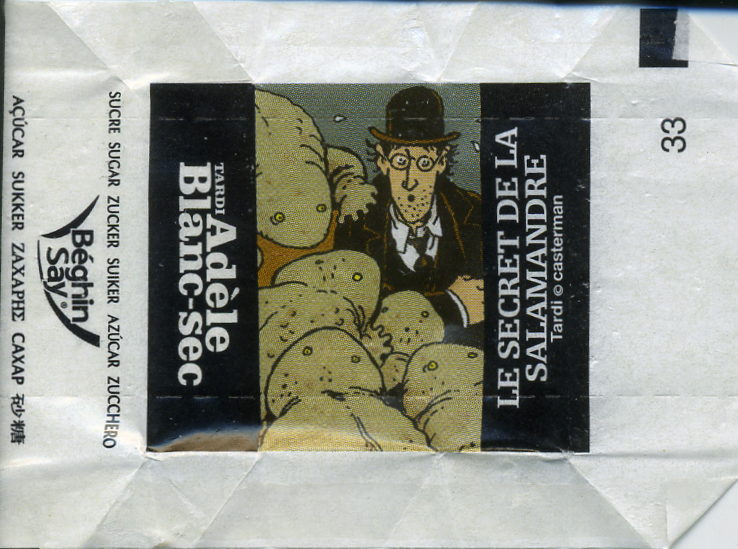 33
LE SECRET DE LA
SALAMANDRE
Tardi © casterman
TARDI
Adèle
Blanc-sec
SUCRE SUGAR ZUCKER SUIKER AZÚCAR ZUCCHERO
Béghin
Say®
AÇÚCAR SUKKER ΖΑΧΑΡΗΣ CAXAP 砂糖